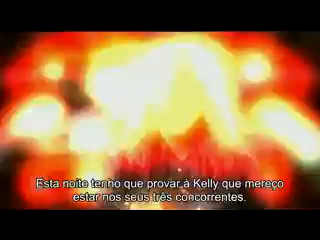 Esta noite tenho que provar à Kelly que mereço
estar nos seus três concorrentes.